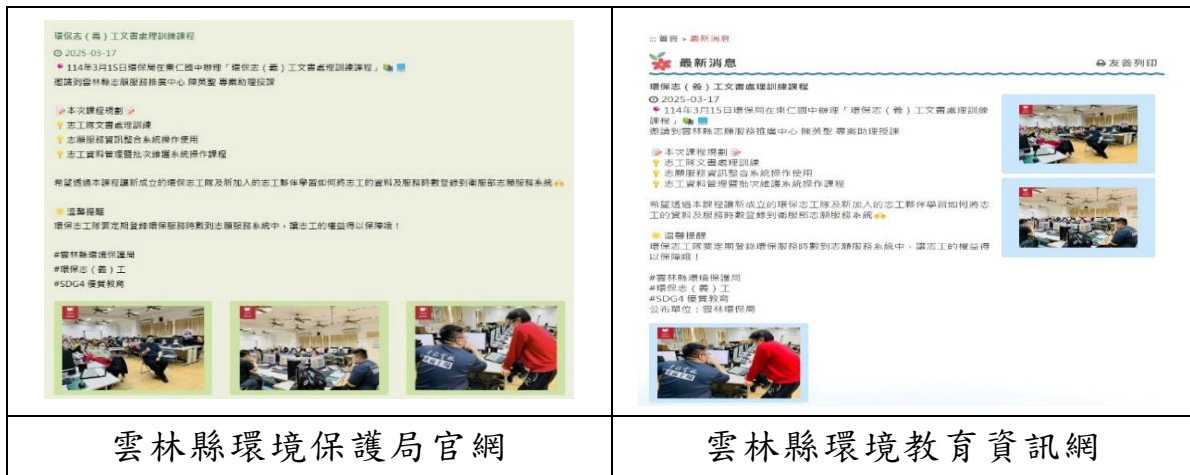 環保志(義)工文書處理訓練課程
2025-03-17
114年3月15日環保局在東仁國中辦理「環保志(義)工文書處理訓練課程」
邀請到雲林縣志願服務推廣中心 陳英聖 專案助理授課
本次課程規劃
志工隊文書處理訓練
志願服務資訊整合系統操作使用
志工資料管理暨批次維護系統操作課程
希望透過本課程讓新成立的環保志工隊及新加入的志工夥伴學習如何將志工的資料及服務時數登錄到衛服部志願服務系統
溫馨提醒
環保志工隊要定期登錄環保服務時數到志願服務系統中,讓志工的權益得以保障哦!
#雲林縣環境保護局
#環保志(義)工
#SDG4 優質教育
雲林縣環境保護局官網
::: 首頁 > 最新消息
最新消息
友善列印
環保志(義)工文書處理訓練課程
2025-03-17
114年3月15日環保局在東仁國中辦理「環保志(義)工文書處理訓練
課程」
邀請到雲林縣志願服務推廣中心 陳英聖 專案助理授課
本次課程規劃
志工隊文書處理訓練
志願服務資訊整合系統操作使用
志工資料管理暨批次維護系統操作課程
希望透過本課程讓新成立的環保志工隊及新加入的志工夥伴學習如何將志
工的資料及服務時數登錄到衛服部志願服務系統
溫馨提醒
環保志工隊要定期登錄環保服務時數到志願服務系統中,讓志工的權益得
以保障哦!
#雲林縣環境保護局
#環保志(義)工
#SDG4 優質教育
公布單位:雲林環保局
雲林縣環境教育資訊網